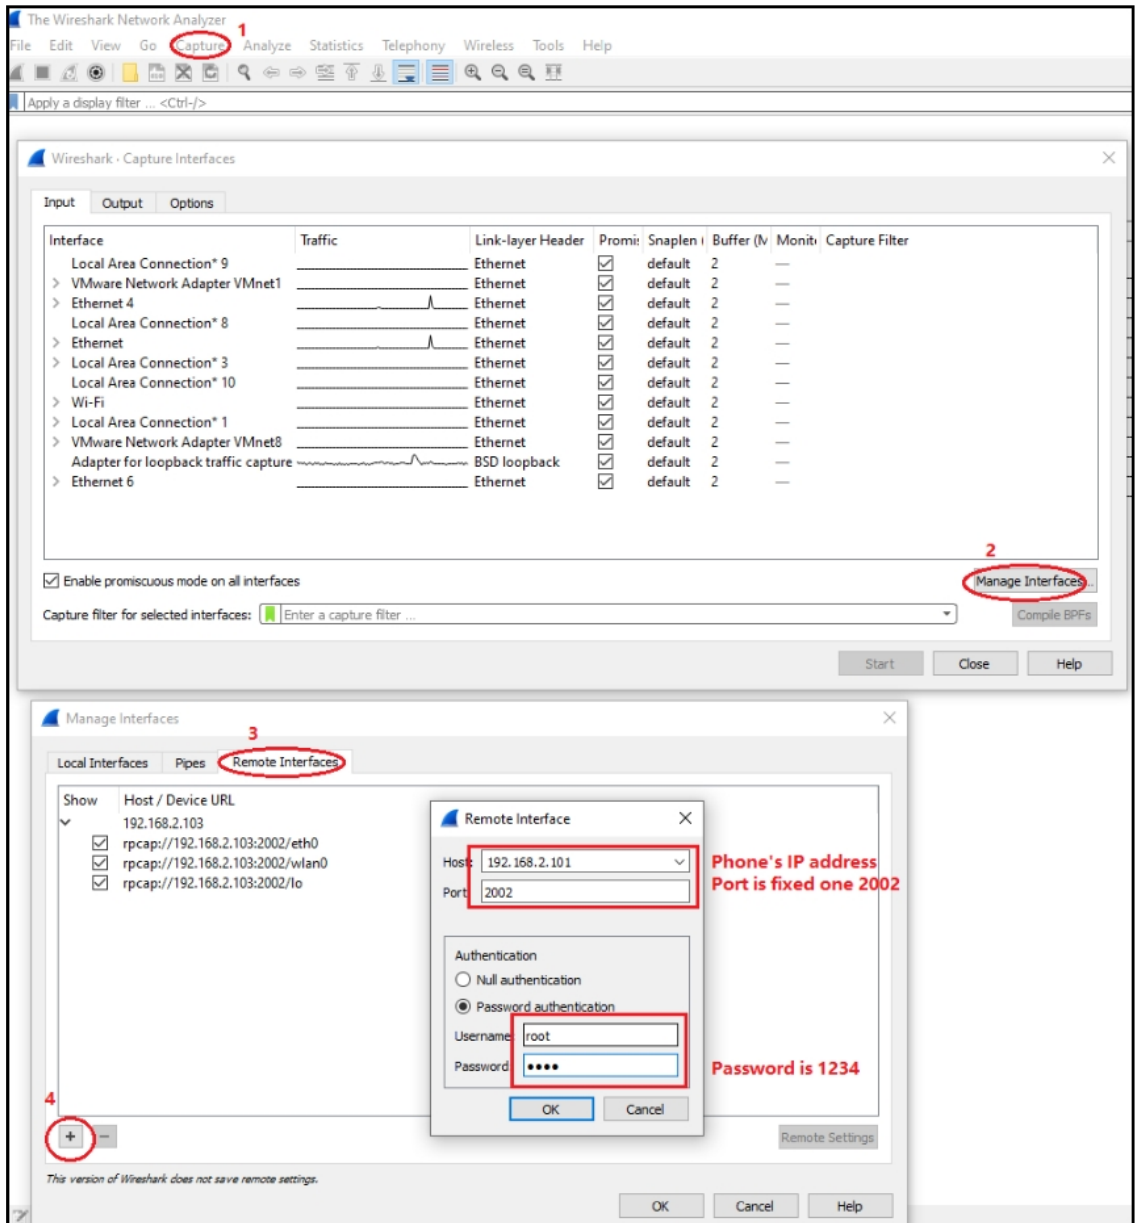 The Wireshark Network Analyzer
1
File Edit View Go Capture Analyze Statistics Telephony Wireless Tools Help
Apply a display filter ... <Ctrl-/>
Wireshark · Capture Interfaces
Input Output Options
Interface Traffic Link-layer Header Promi: Snaplen ( Buffer (M Monit Capture Filter
Local Area Connection* 9 Ethernet default 2 —
VMware Network Adapter VMnet1 Ethernet default 2 —
Ethernet 4 Ethernet default 2 —
Local Area Connection* 8 Ethernet default 2 —
Ethernet Ethernet default 2 —
Local Area Connection* 3 Ethernet default 2 —
Local Area Connection* 10 Ethernet default 2 —
Wi-Fi Ethernet default 2 —
Local Area Connection* 1 Ethernet default 2 —
VMware Network Adapter VMnet8 Ethernet default 2 —
Adapter for loopback traffic capture BSD loopback default 2 —
Ethernet 6 Ethernet default 2 —
2
Enable promiscuous mode on all interfaces Manage Interfaces...
Capture filter for selected interfaces: Enter a capture filter ... Compile BPFs
Start Close Help
Manage Interfaces
3
Local Interfaces Pipes Remote Interfaces
Show Host / Device URL
192.168.2.103
rpcap://192.168.2.103:2002/eth0
rpcap://192.168.2.103:2002/wlan0
rpcap://192.168.2.103:2002/lo
Remote Interface
Host: 192.168.2.101
Phone's IP address
Port 2002
Port is fixed one 2002
Authentication
Null authentication
Password authentication
Username root
Password ••••
Password is 1234
OK Cancel
4
+ − Remote Settings
This version of Wireshark does not save remote settings.
OK Cancel Help